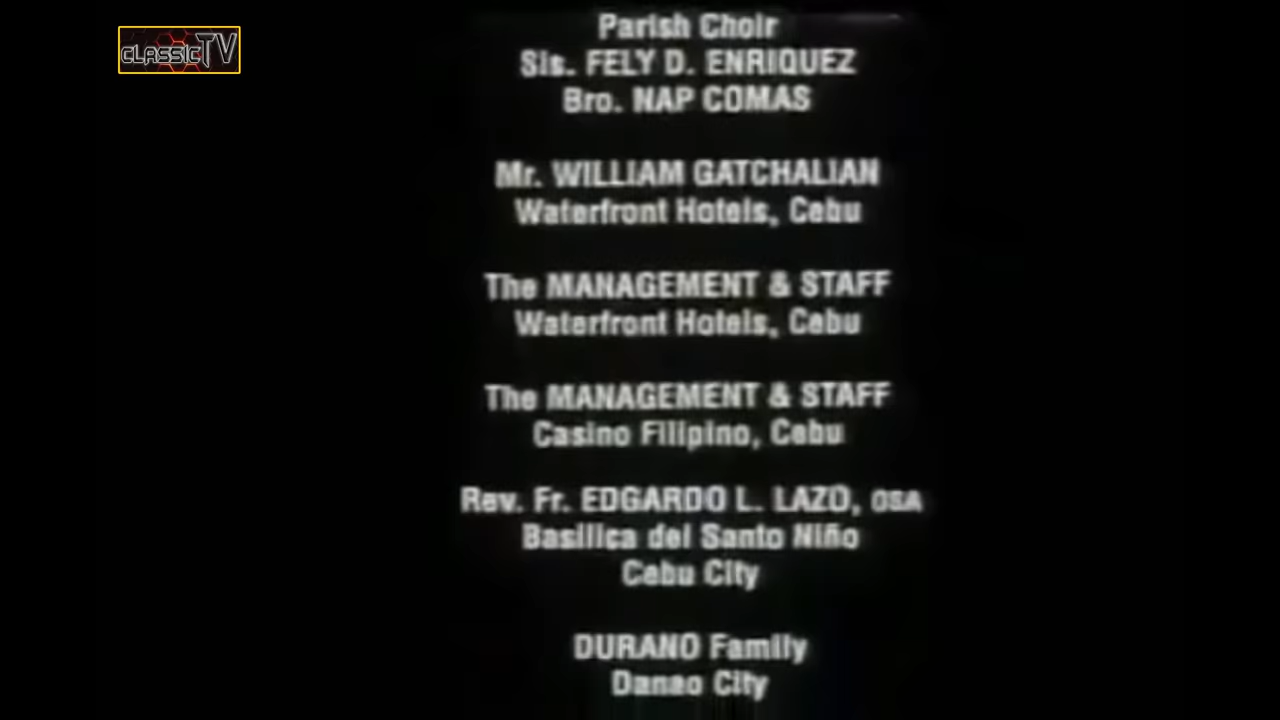 CLASSIC TV
Parish Choir
Sis. FELY D. ENRIQUEZ
Bro. NAP COMAS
Mr. WILLIAM GATCHALIAN
Waterfront Hotels, Cebu
The MANAGEMENT & STAFF
Waterfront Hotels, Cebu
The MANAGEMENT & STAFF
Casino Filipino, Cebu
Rev. Fr. EDGARDO L. LAZO, OSA
Basilica del Santo Niño
Cebu City
DURANO Family
Danao City